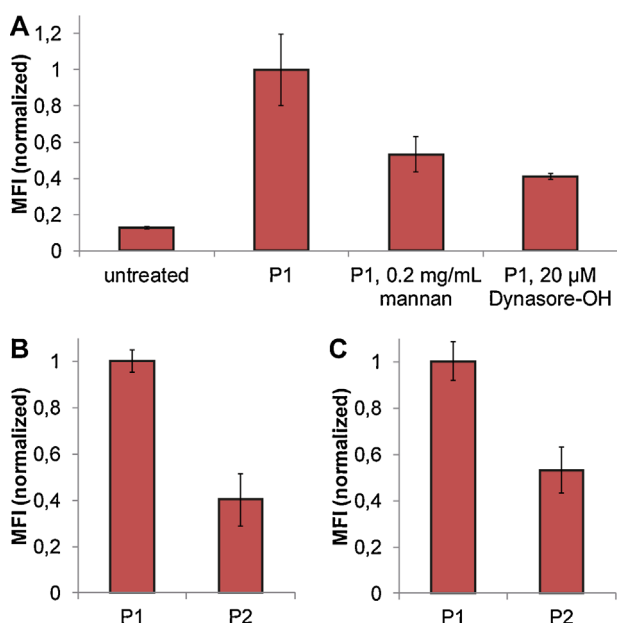 A
MFI (normalized)
1,2
1
0,8
0,6
0,4
0,2
0
untreated
P1
P1, 0.2 mg/mL
mannan
P1, 20 µM
Dynasore-OH
B
MFI (normalized)
1
0,8
0,6
0,4
0,2
0
P1
P2
C
MFI (normalized)
1
0,8
0,6
0,4
0,2
0
P1
P2